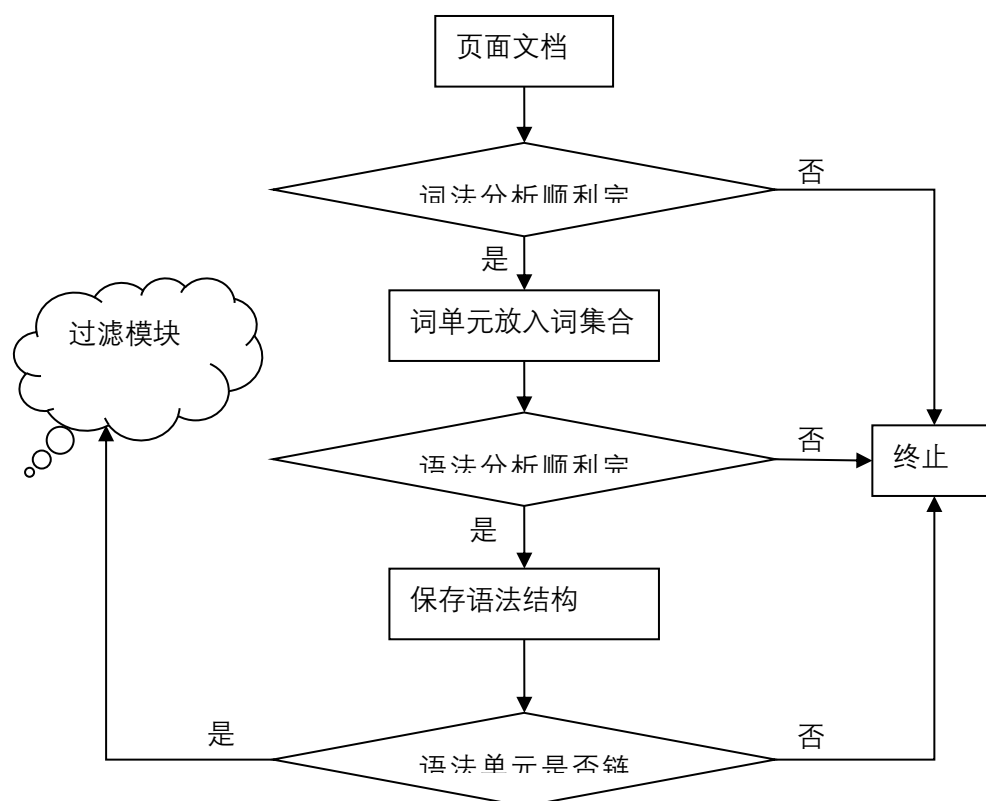 页面文档
否
词法分析顺利完
是
词单元放入词集合
过滤模块
否
语法分析顺利完
终止
是
保存语法结构
是
否
语法单元是否链